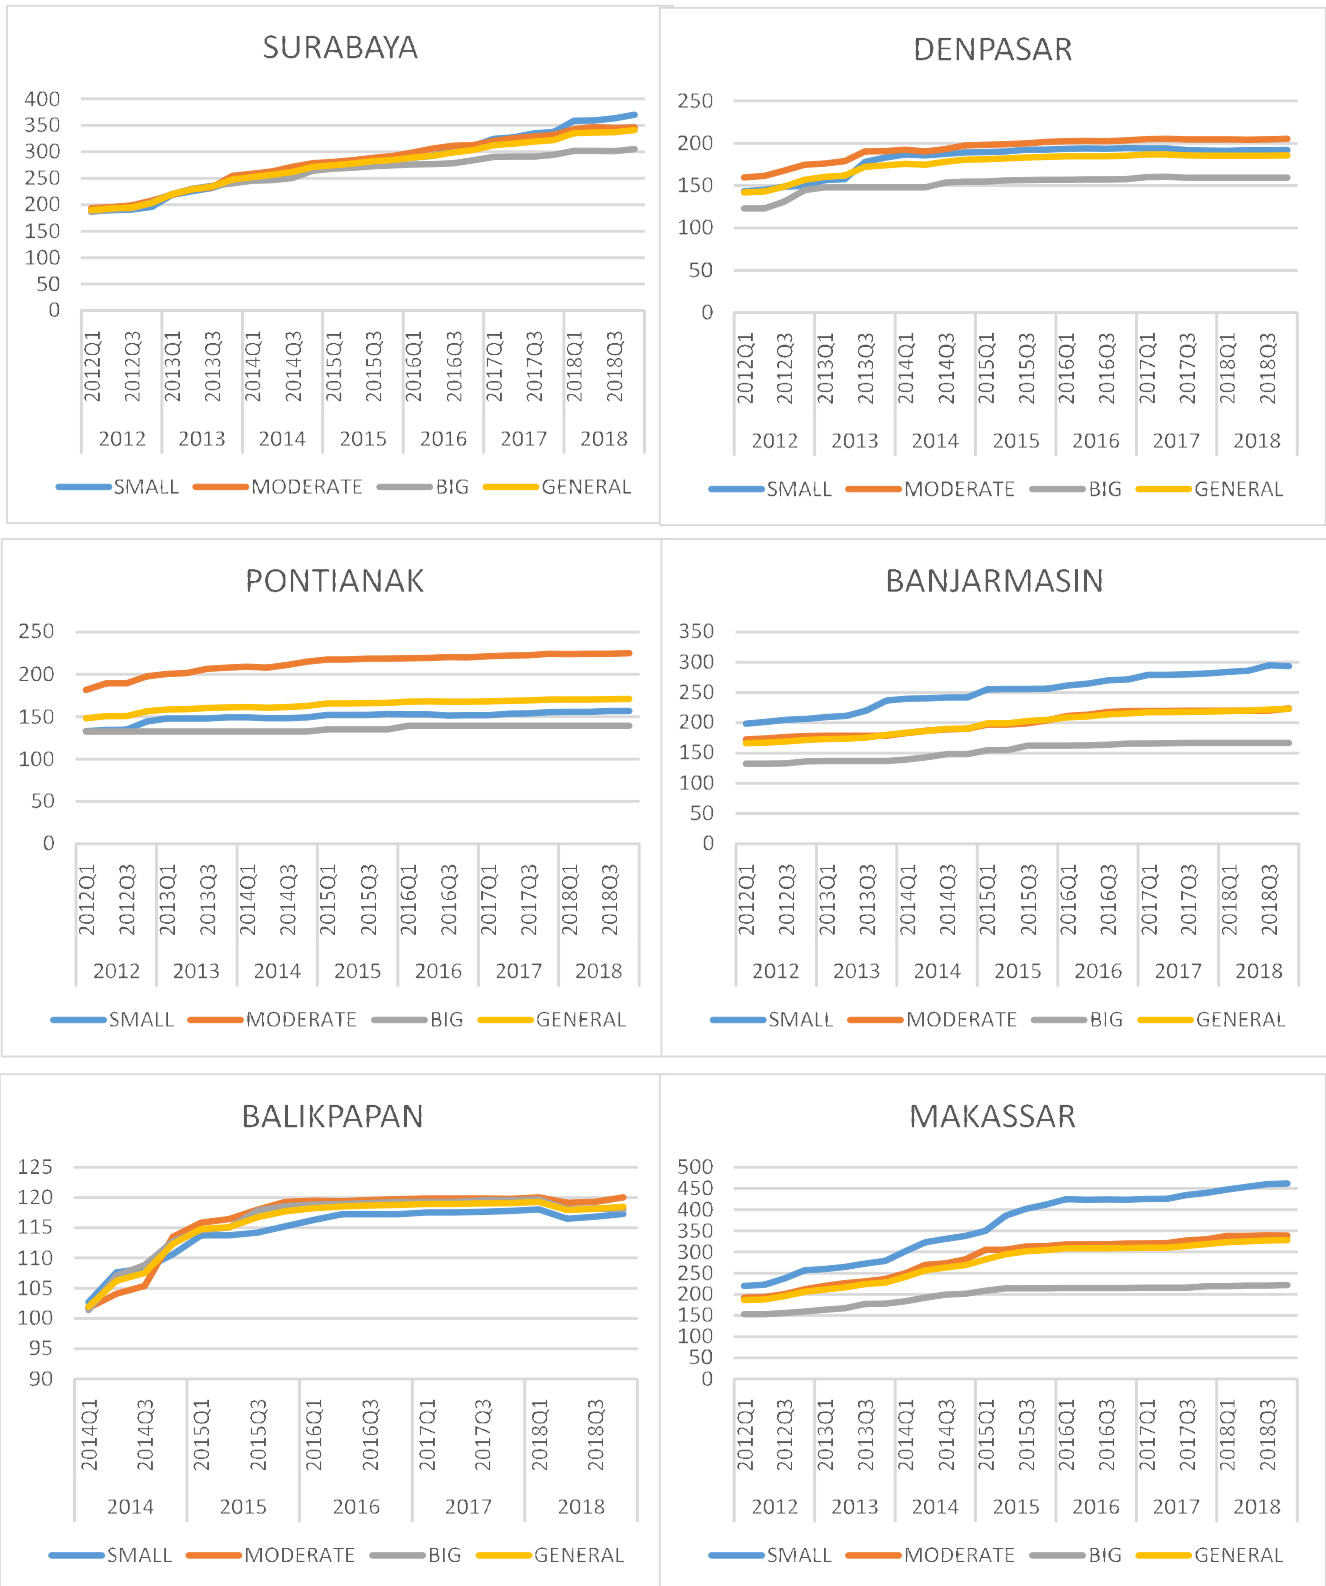 SURABAYA
400
350
300
250
200
150
100
50
0
2012Q1
2012Q3
2013Q1
2013Q3
2014Q1
2014Q3
2015Q1
2015Q3
2016Q1
2016Q3
2017Q1
2017Q3
2018Q1
2018Q3
2012 2013 2014 2015 2016 2017 2018
SMALL MODERATE BIG GENERAL
DENPASAR
250
200
150
100
50
0
2012Q1
2012Q3
2013Q1
2013Q3
2014Q1
2014Q3
2015Q1
2015Q3
2016Q1
2016Q3
2017Q1
2017Q3
2018Q1
2018Q3
2012 2013 2014 2015 2016 2017 2018
SMALL MODERATE BIG GENERAL
PONTIANAK
250
200
150
100
50
0
2012Q1
2012Q3
2013Q1
2013Q3
2014Q1
2014Q3
2015Q1
2015Q3
2016Q1
2016Q3
2017Q1
2017Q3
2018Q1
2018Q3
2012 2013 2014 2015 2016 2017 2018
SMALL MODERATE BIG GENERAL
BANJARMASIN
350
300
250
200
150
100
50
0
2012Q1
2012Q3
2013Q1
2013Q3
2014Q1
2014Q3
2015Q1
2015Q3
2016Q1
2016Q3
2017Q1
2017Q3
2018Q1
2018Q3
2012 2013 2014 2015 2016 2017 2018
SMALL MODERATE BIG GENERAL
BALIKPAPAN
125
120
115
110
105
100
95
90
2014Q1
2014Q3
2015Q1
2015Q3
2016Q1
2016Q3
2017Q1
2017Q3
2018Q1
2018Q3
2014 2015 2016 2017 2018
SMALL MODERATE BIG GENERAL
MAKASSAR
500
450
400
350
300
250
200
150
100
50
0
2012Q1
2012Q3
2013Q1
2013Q3
2014Q1
2014Q3
2015Q1
2015Q3
2016Q1
2016Q3
2017Q1
2017Q3
2018Q1
2018Q3
2012 2013 2014 2015 2016 2017 2018
SMALL MODERATE BIG GENERAL